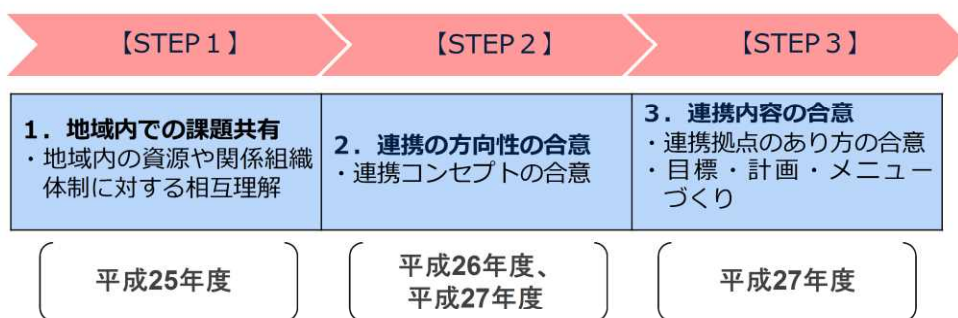 【STEP１】
【STEP２】
【STEP３】
１．地域内での課題共有
・地域内の資源や関係組織
体制に対する相互理解
２．連携の方向性の合意
・連携コンセプトの合意
３．連携内容の合意
・連携拠点のあり方の合意
・目標・計画・メニュー
づくり
平成25年度
平成26年度、
平成27年度
平成27年度